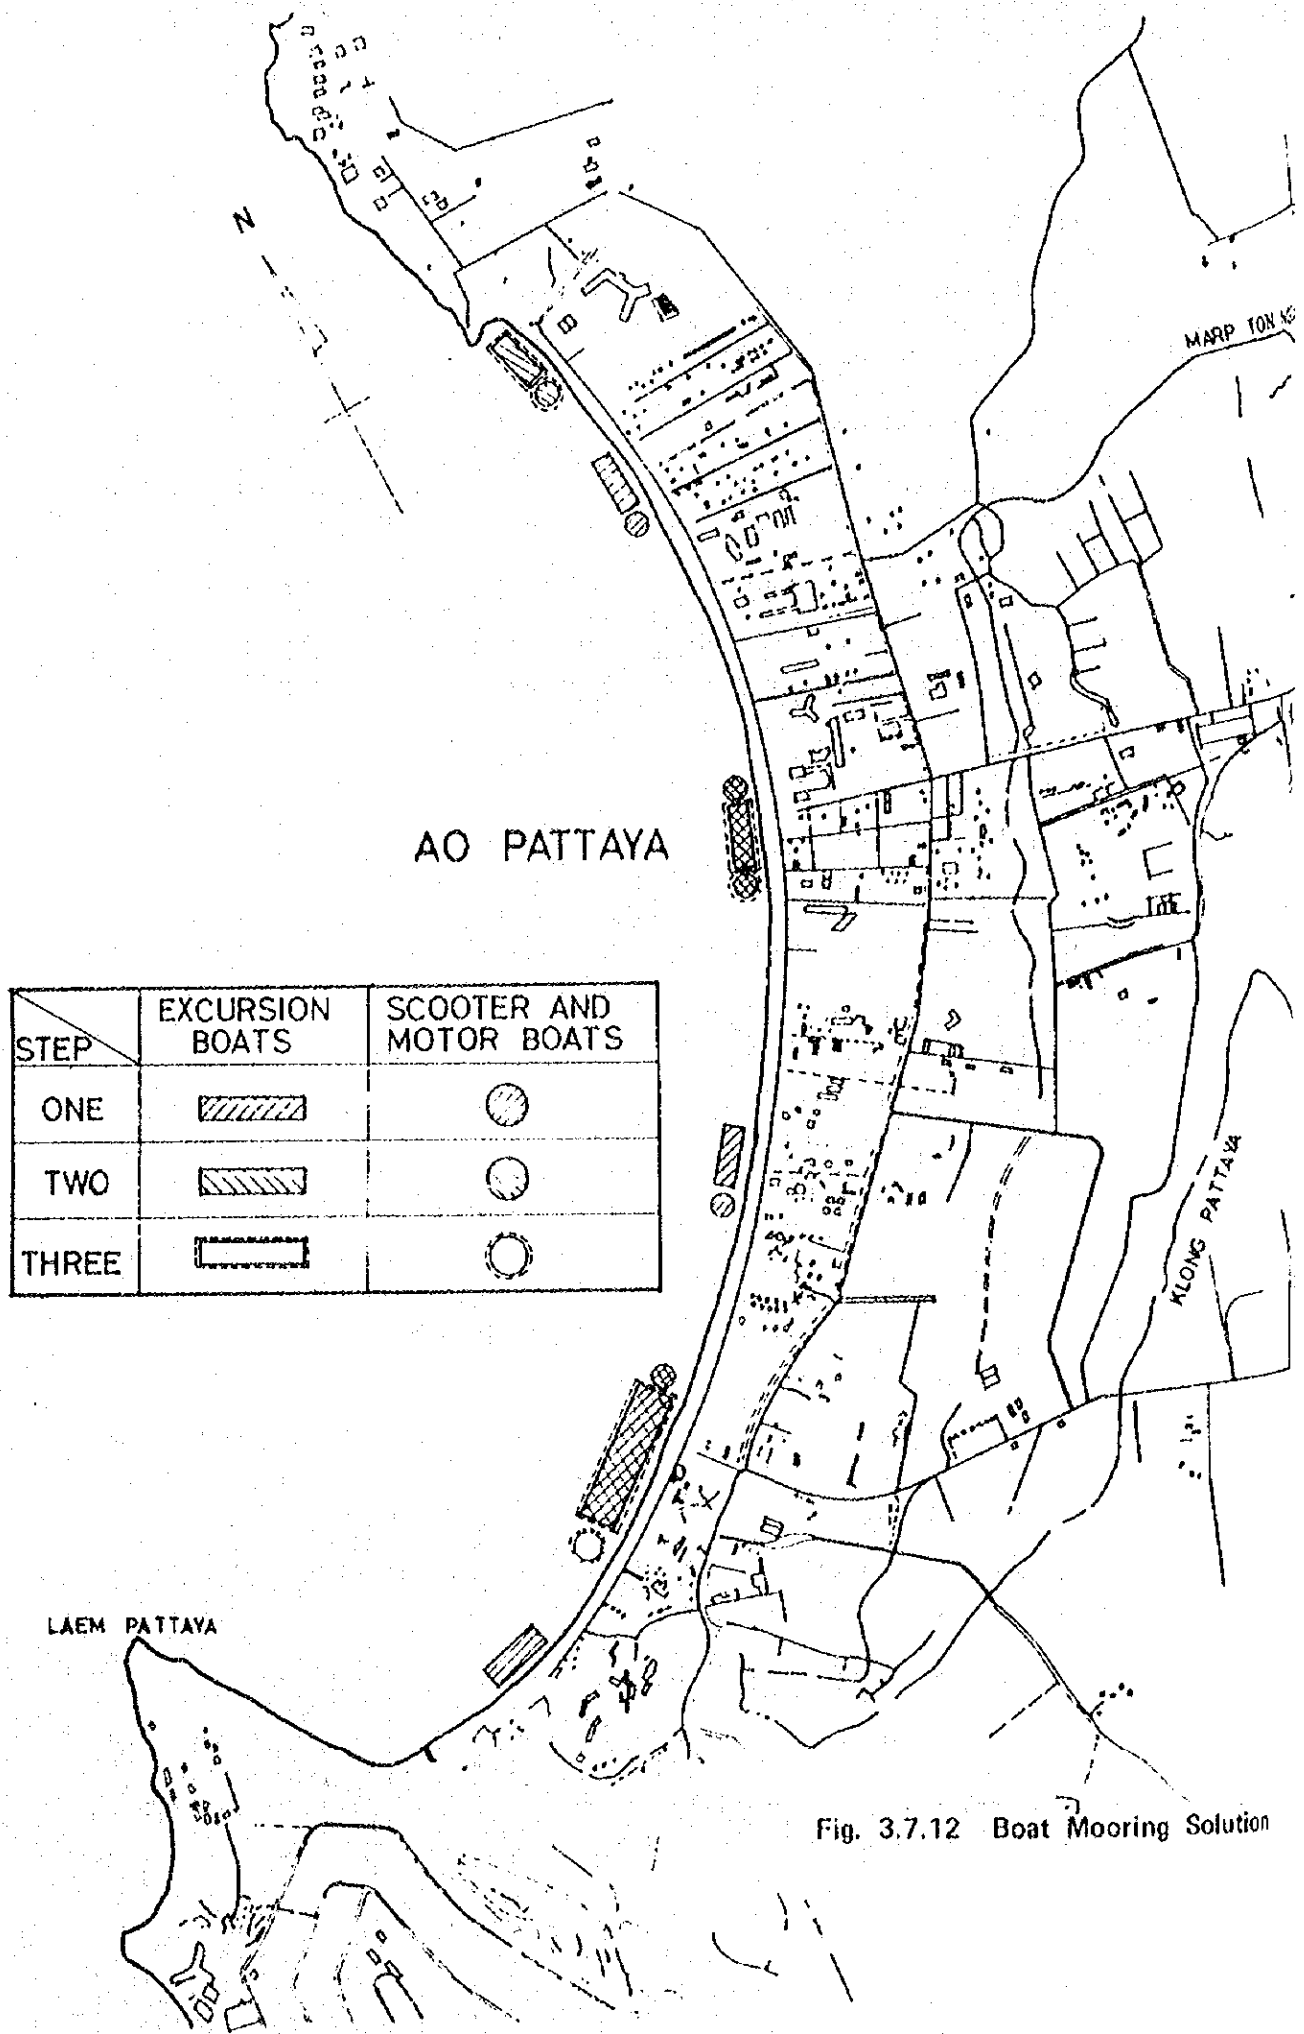 N
MARP TON
AO PATTAYA
STEP
EXCURSION
BOATS
SCOOTER AND
MOTOR BOATS
ONE
TWO
THREE
KLONG PATTAYA
LAEM PATTAYA
Fig. 3.7.12 Boat Mooring Solution